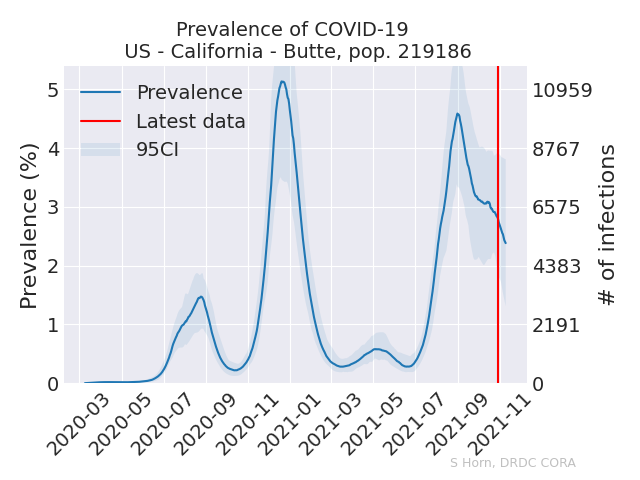 Prevalence of COVID-19
US - California - Butte, pop. 219186
Prevalence
Latest data
95CI
Prevalence (%)
5
4
3
2
1
0
10959
8767
6575
4383
2191
0
# of infections
2020-03
2020-05
2020-07
2020-09
2020-11
2021-01
2021-03
2021-05
2021-07
2021-09
2021-11
S Horn, DRDC CORA